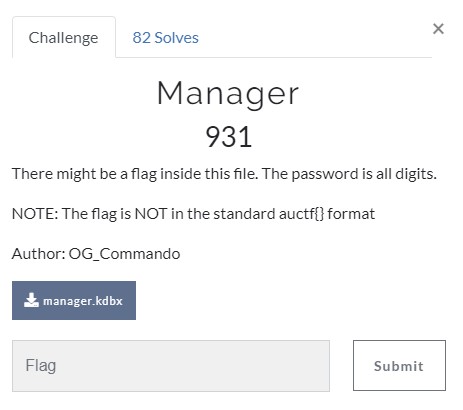 Challenge
82 Solves
×
Manager
931
There might be a flag inside this file. The password is all digits.
NOTE: The flag is NOT in the standard auctf{} format
Author: OG_Commando
manager.kdbx
Flag
Submit